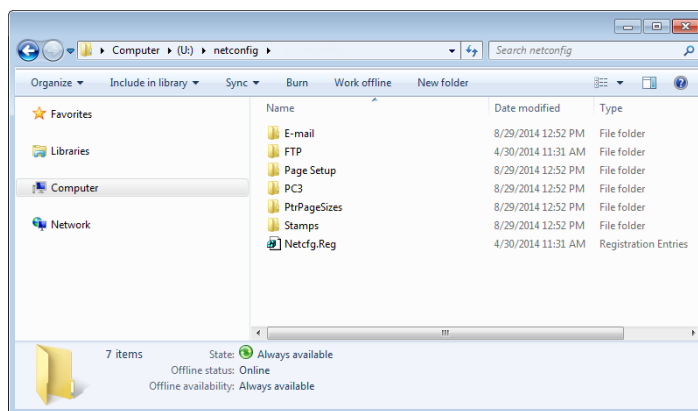 Computer ▸ (U:) ▸ netconfig ▸ Search netconfig
Organize Include in library Sync Burn Work offline New folder
Favorites
Libraries
Computer
Network
Name Date modified Type
E-mail 8/29/2014 12:52 PM File folder
FTP 4/30/2014 11:31 AM File folder
Page Setup 8/29/2014 12:52 PM File folder
PC3 8/29/2014 12:52 PM File folder
PtrPageSizes 8/29/2014 12:52 PM File folder
Stamps 8/29/2014 12:52 PM File folder
Netcfg.Reg 4/30/2014 11:31 AM Registration Entries
7 items State: Always available
Offline status: Online
Offline availability: Always available